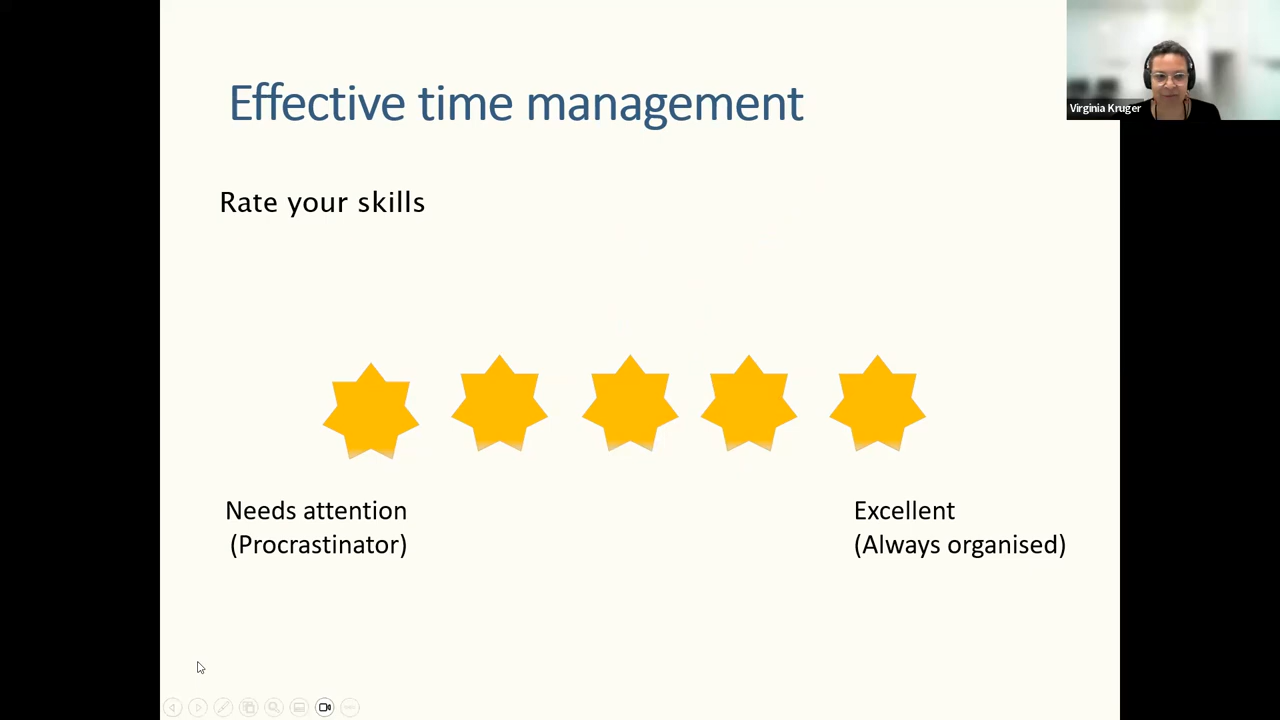 Effective time management
Virginia Kruger
Rate your skills
Needs attention
(Procrastinator)
Excellent
(Always organised)